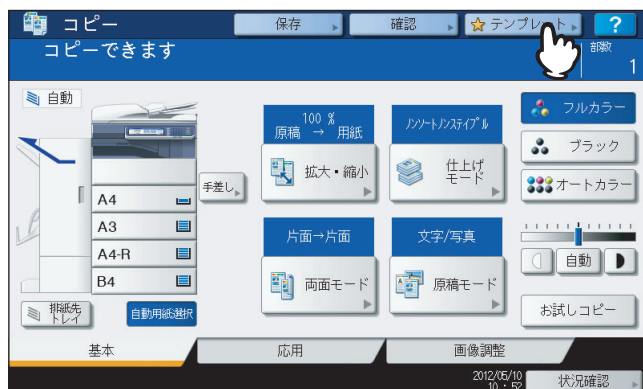 コピー
保存
確認
テンプレート
?
コピーできます
部数
1
自動
100 %
原稿 → 用紙
拡大・縮小
ﾉﾝｿｰﾄﾉﾝｽﾃｲﾌﾟﾙ
仕上げ
モード
フルカラー
ブラック
オートカラー
手差し
A4
A3
A4-R
B4
片面→片面
両面モード
文字/写真
原稿モード
自動
排紙先
トレイ
自動用紙選択
お試しコピー
基本
応用
画像調整
2012/05/10
10 : 52
状況確認